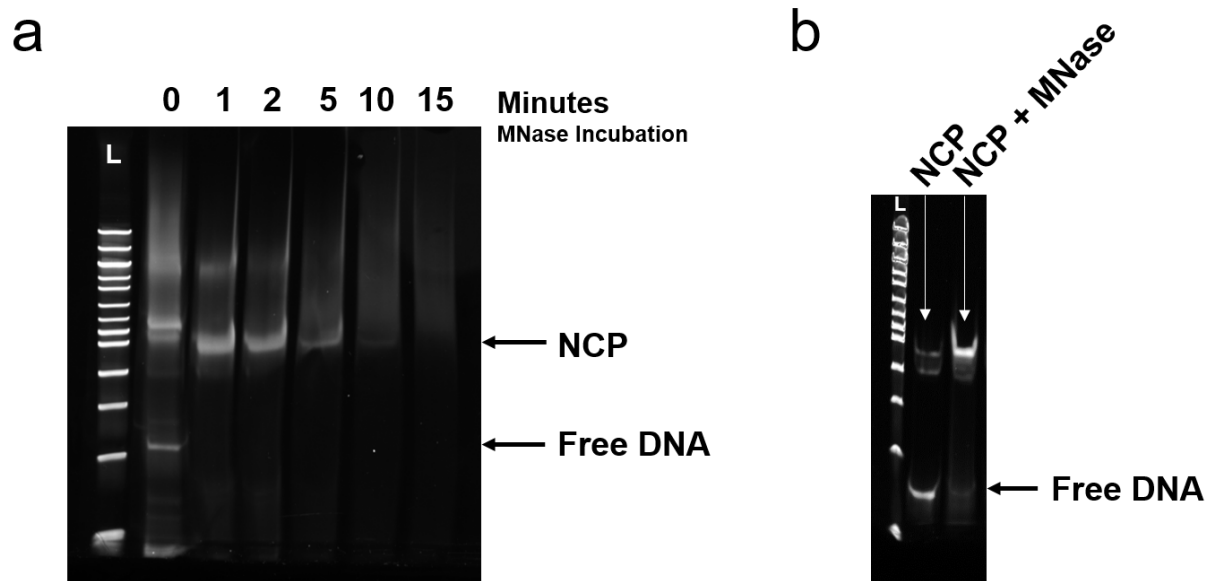 a
0 1 2 5 10 15 Minutes
MNase Incubation
L
NCP
Free DNA
b
NCP
NCP + MNase
L
Free DNA